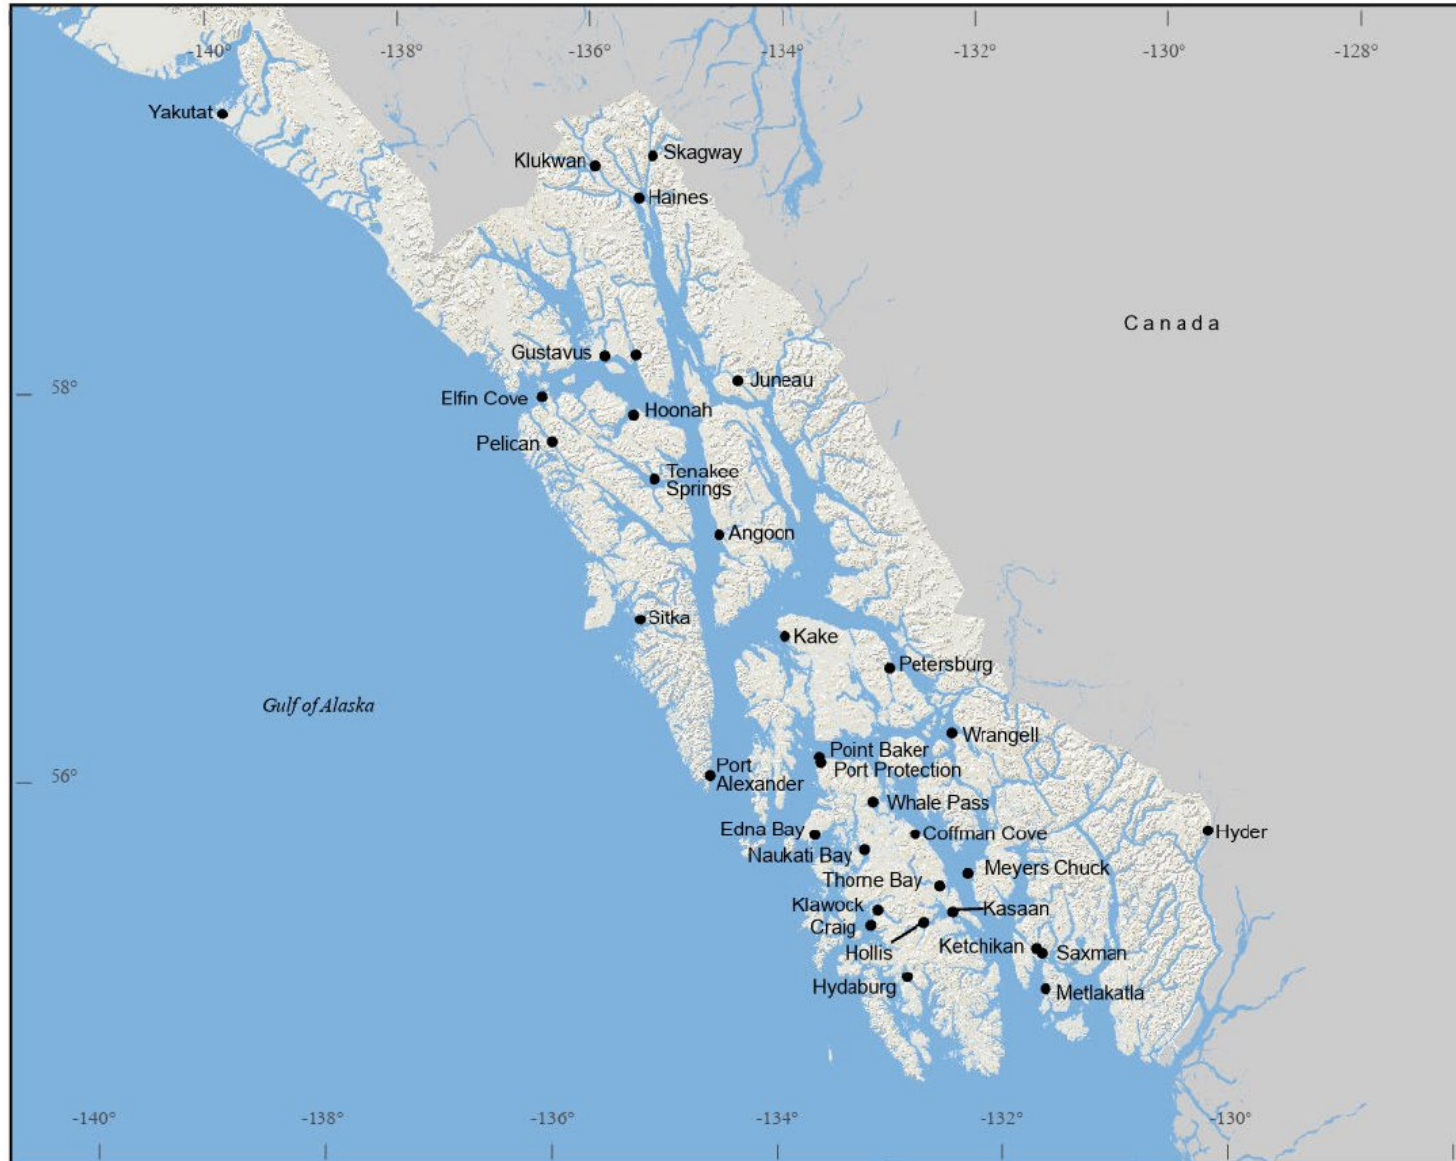 -140°
-138°
-136°
-134°
-132°
-130°
-128°
Yakutat
Klukwan
Skagway
Haines
Canada
Gustavus
Juneau
58°
Elfin Cove
Hoonah
Pelican
Tenakee
Springs
Angoon
Sitka
Kake
Petersburg
Gulf of Alaska
Wrangell
Point Baker
Port Protection
56°
Port
Alexander
Whale Pass
Edna Bay
Coffman Cove
Hyder
Naukati Bay
Meyers Chuck
Thorne Bay
Klawock
Kasaan
Craig
Hollis
Ketchikan
Saxman
Hydaburg
Metlakatla
-140°
-138°
-136°
-134°
-132°
-130°